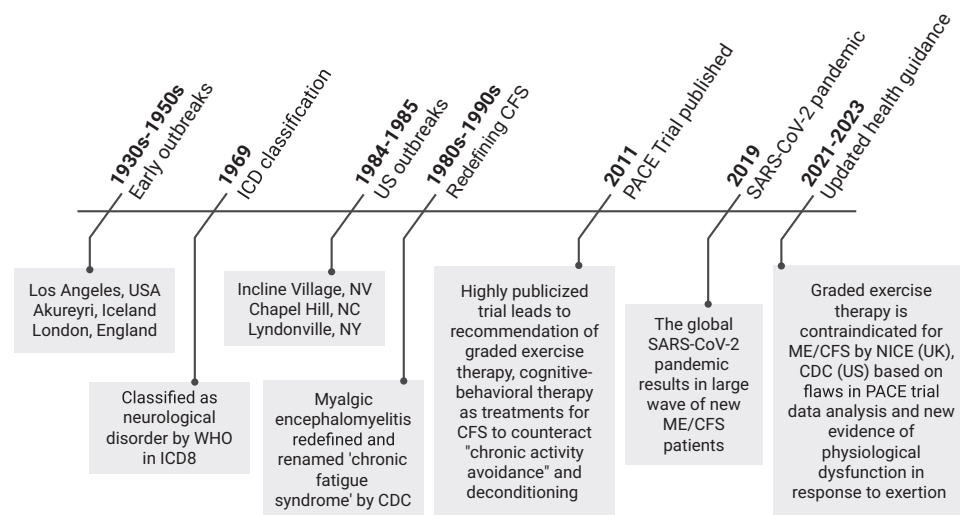 1930s-1950s
Early outbreaks
1969
ICD classification
1984-1985
US outbreaks
1980s-1990s
Redefining CFS
2011
PACE Trial published
2019
SARS-CoV-2 pandemic
2021-2023
Updated health guidance
Los Angeles, USA
Akureyri, Iceland
London, England
Classified as
neurological
disorder by WHO
in ICD8
Incline Village, NV
Chapel Hill, NC
Lyndonville, NY
Myalgic
encephalomyelitis
redefined and
renamed 'chronic
fatigue
syndrome' by CDC
Highly publicized
trial leads to
recommendation of
graded exercise
therapy, cognitive-
behavioral therapy
as treatments for
CFS to counteract
"chronic activity
avoidance" and
deconditioning
The global
SARS-CoV-2
pandemic
results in large
wave of new
ME/CFS
patients
Graded exercise
therapy is
contraindicated for
ME/CFS by NICE (UK),
CDC (US) based on
flaws in PACE trial
data analysis and new
evidence of
physiological
dysfunction in
response to exertion